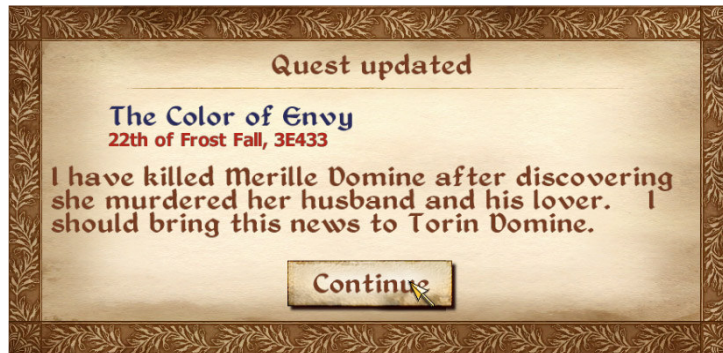 Quest updated
The Color of Envy
22th of Frost Fall, 3E433
I have killed Merille Domine after discovering
she murdered her husband and his lover. I
should bring this news to Torin Domine.
Continue